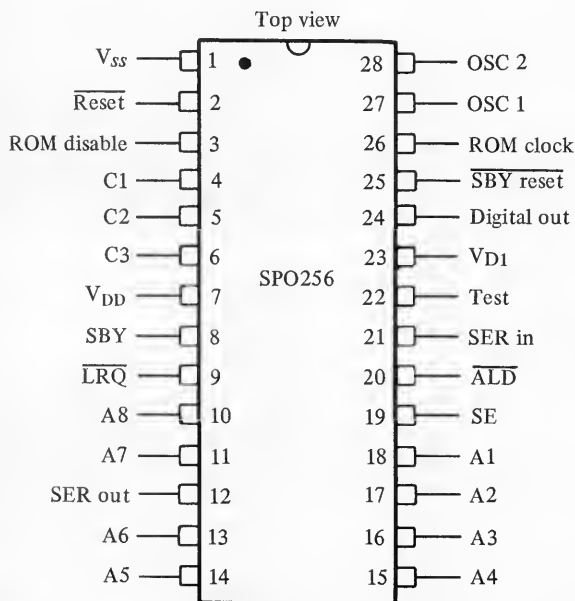 Top view
V_SS 1 28 OSC 2
Reset 2 27 OSC 1
ROM disable 3 26 ROM clock
C1 4 25 SBY reset
C2 5 24 Digital out
C3 6 23 V_D1
SPO256
V_DD 7 22 Test
SBY 8 21 SER in
LRQ 9 20 ALD
A8 10 19 SE
A7 11 18 A1
SER out 12 17 A2
A6 13 16 A3
A5 14 15 A4